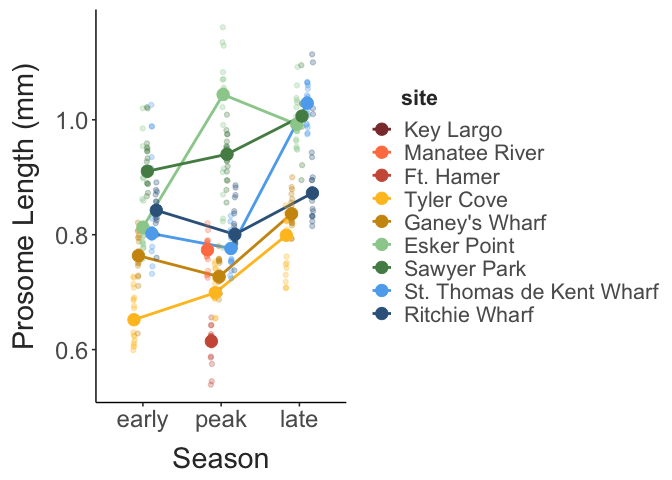 Prosome Length (mm)
1.0
0.8
0.6
early peak late
Season
site
Key Largo
Manatee River
Ft. Hamer
Tyler Cove
Ganey's Wharf
Esker Point
Sawyer Park
St. Thomas de Kent Wharf
Ritchie Wharf